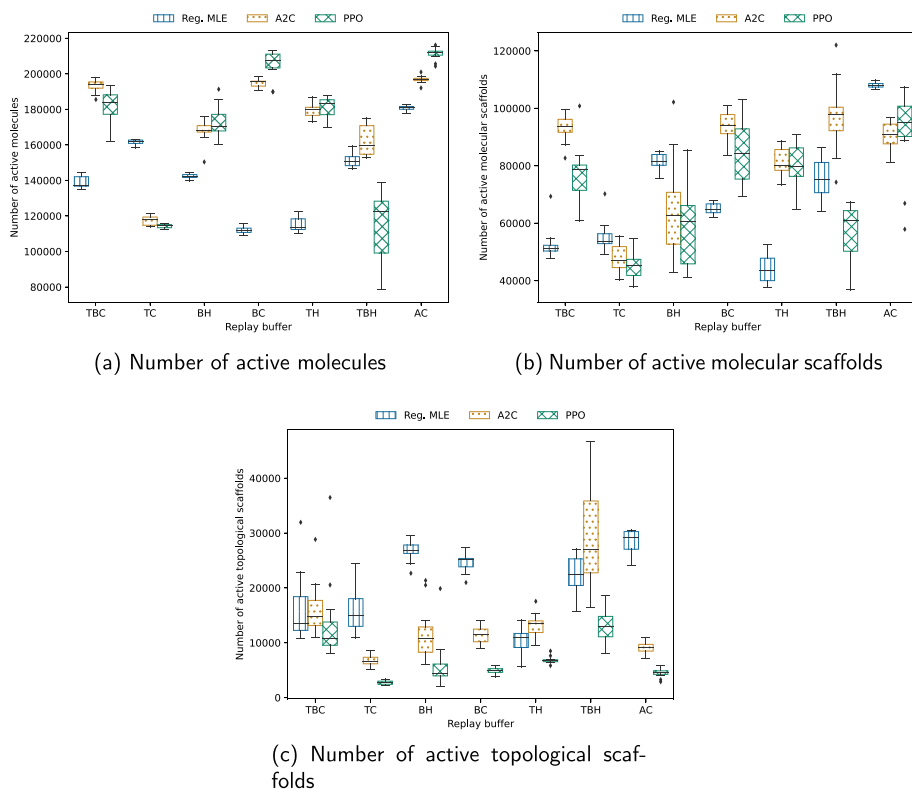 Reg. MLE A2C PPO
Number of active molecules
220000
200000
180000
160000
140000
120000
100000
80000
TBC TC BH BC TH TBH AC
Replay buffer
(a) Number of active molecules
Reg. MLE A2C PPO
Number of active molecular scaffolds
120000
100000
80000
60000
40000
TBC TC BH BC TH TBH AC
Replay buffer
(b) Number of active molecular scaffolds
Reg. MLE A2C PPO
Number of active topological scaffolds
40000
30000
20000
10000
0
TBC TC BH BC TH TBH AC
Replay buffer
(c) Number of active topological scaf-
folds